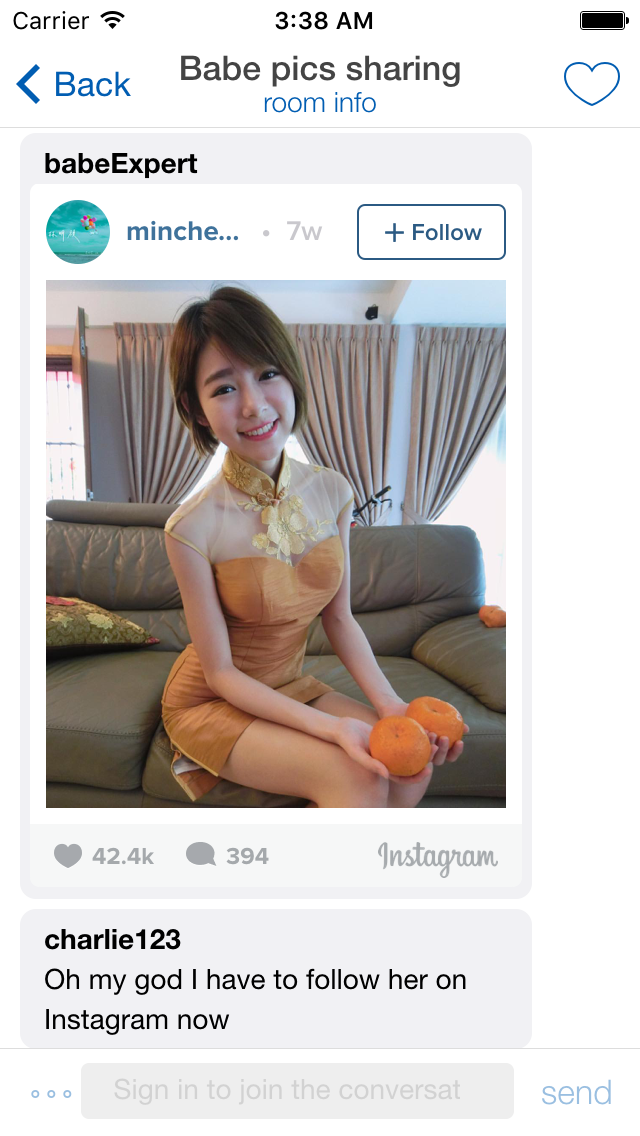 Carrier 3:38 AM
Back Babe pics sharing
room info
babeExpert
minche... • 7w + Follow
42.4k 394 Instagram
charlie123
Oh my god I have to follow her on
Instagram now
Sign in to join the conversat send